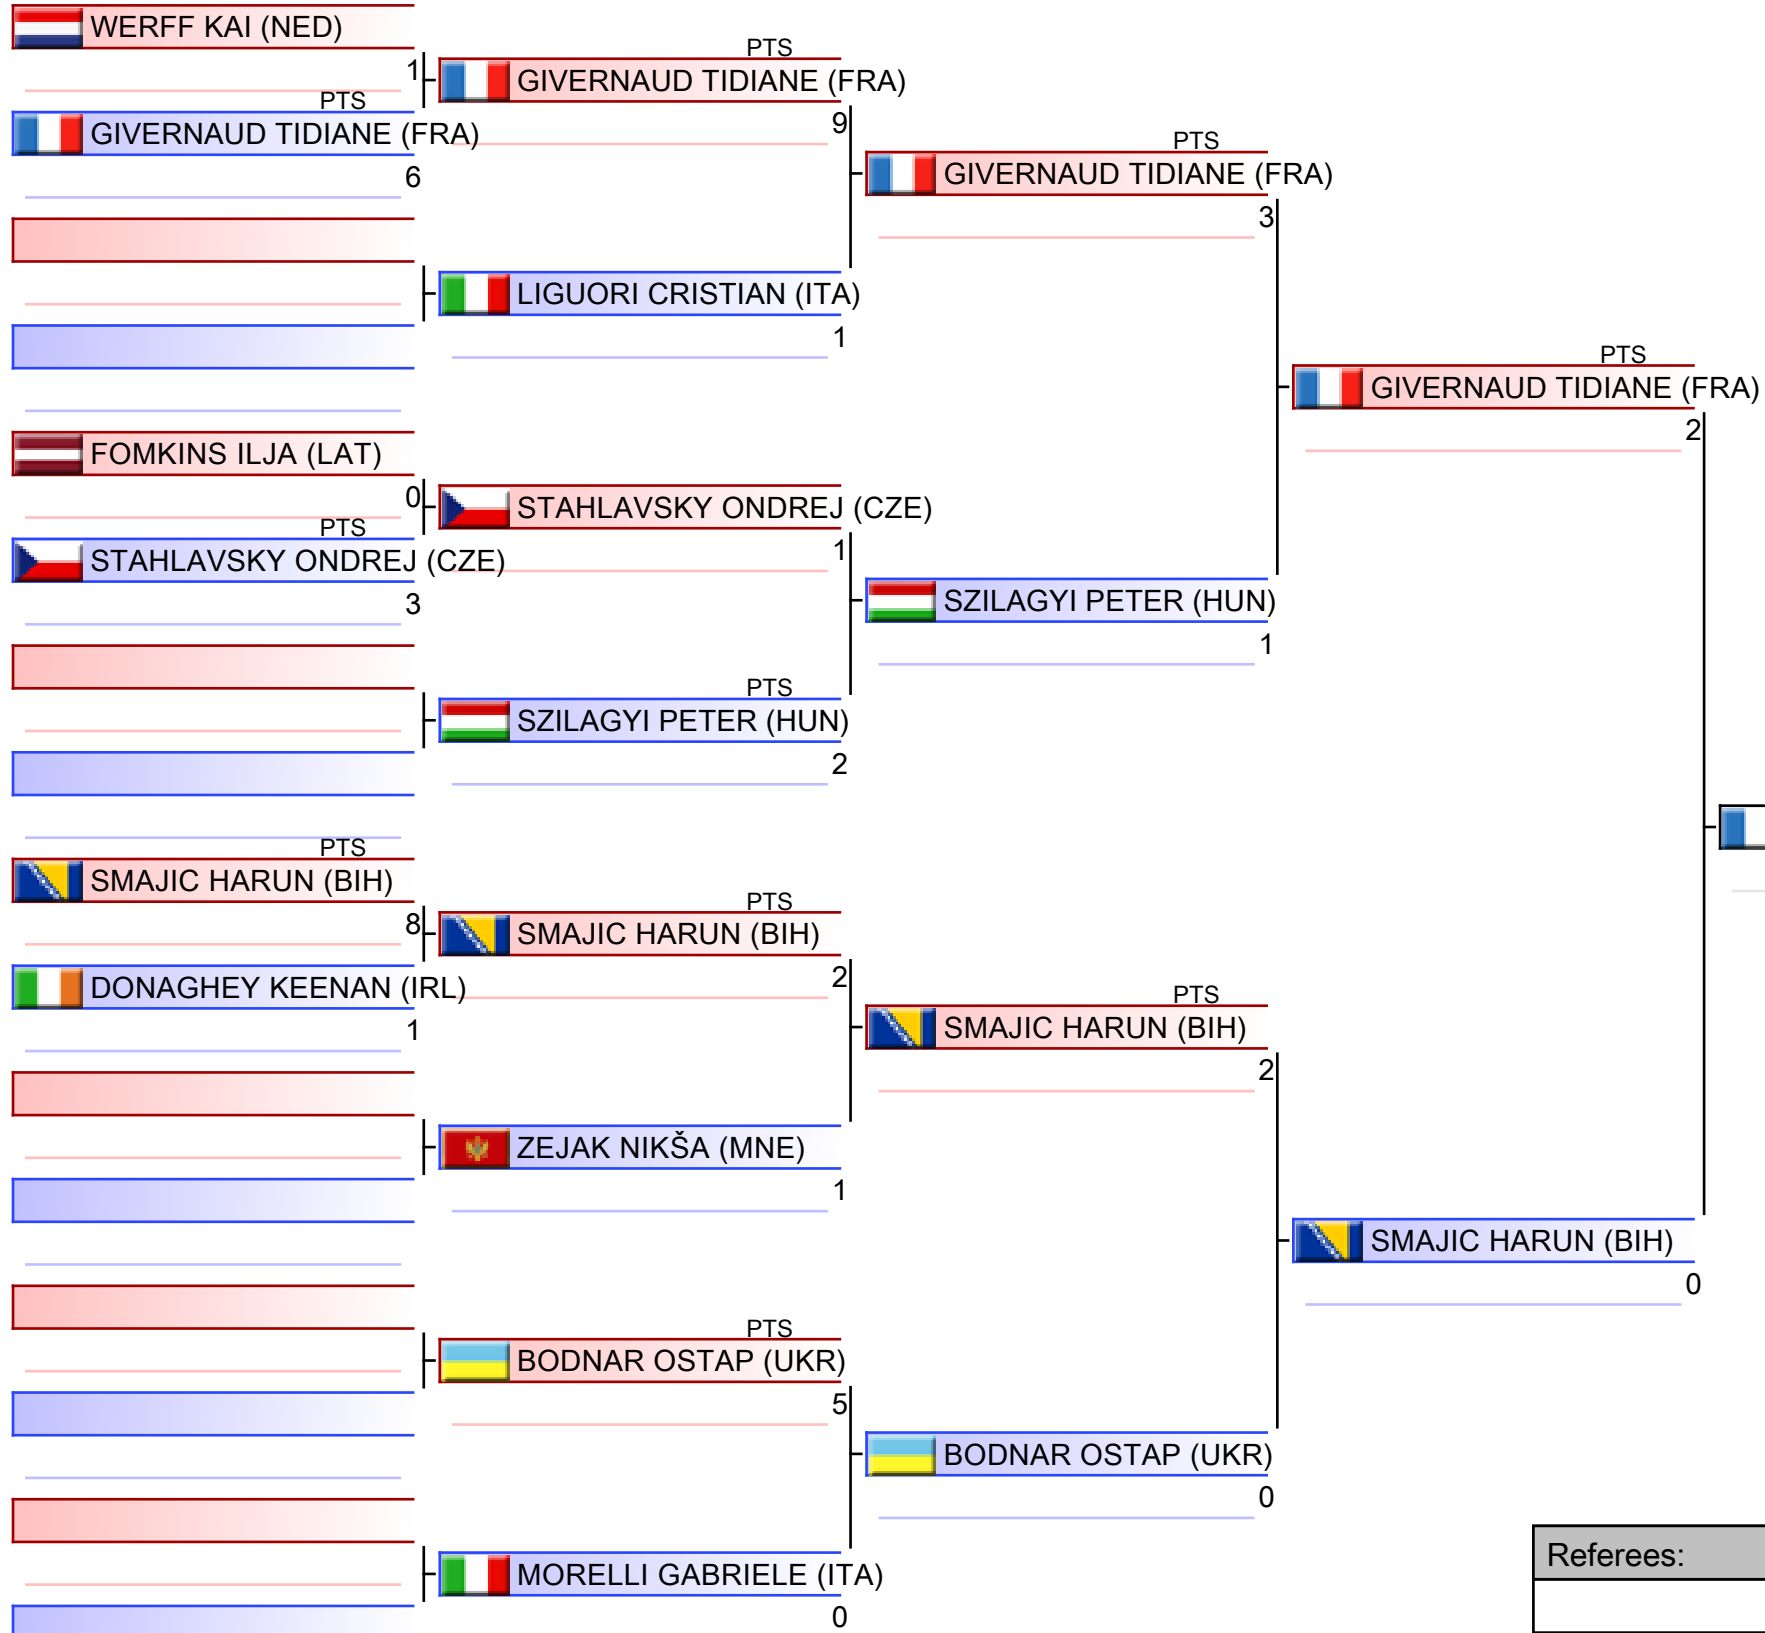 WERFF KAI (NED)
1
PTS
GIVERNAUD TIDIANE (FRA)
6
FOMKINS ILJA (LAT)
0
PTS
STAHLAVSKY ONDREJ (CZE)
3
PTS
SMAJIC HARUN (BIH)
8
DONAGHEY KEENAN (IRL)
1
PTS
GIVERNAUD TIDIANE (FRA)
9
LIGUORI CRISTIAN (ITA)
1
STAHLAVSKY ONDREJ (CZE)
1
PTS
SZILAGYI PETER (HUN)
2
PTS
SMAJIC HARUN (BIH)
2
ZEJAK NIKŠA (MNE)
1
PTS
BODNAR OSTAP (UKR)
5
MORELLI GABRIELE (ITA)
0
PTS
GIVERNAUD TIDIANE (FRA)
3
SZILAGYI PETER (HUN)
1
PTS
SMAJIC HARUN (BIH)
2
BODNAR OSTAP (UKR)
0
PTS
GIVERNAUD TIDIANE (FRA)
2
SMAJIC HARUN (BIH)
0
Referees: